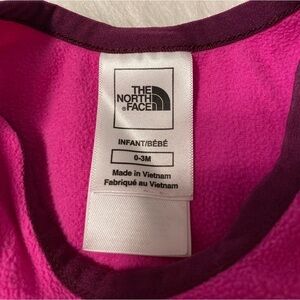 THE
NORTH
FACE
INFANT/BÉBÉ
0-3M
Made in Vietnam
Fabriqué au Vietnam